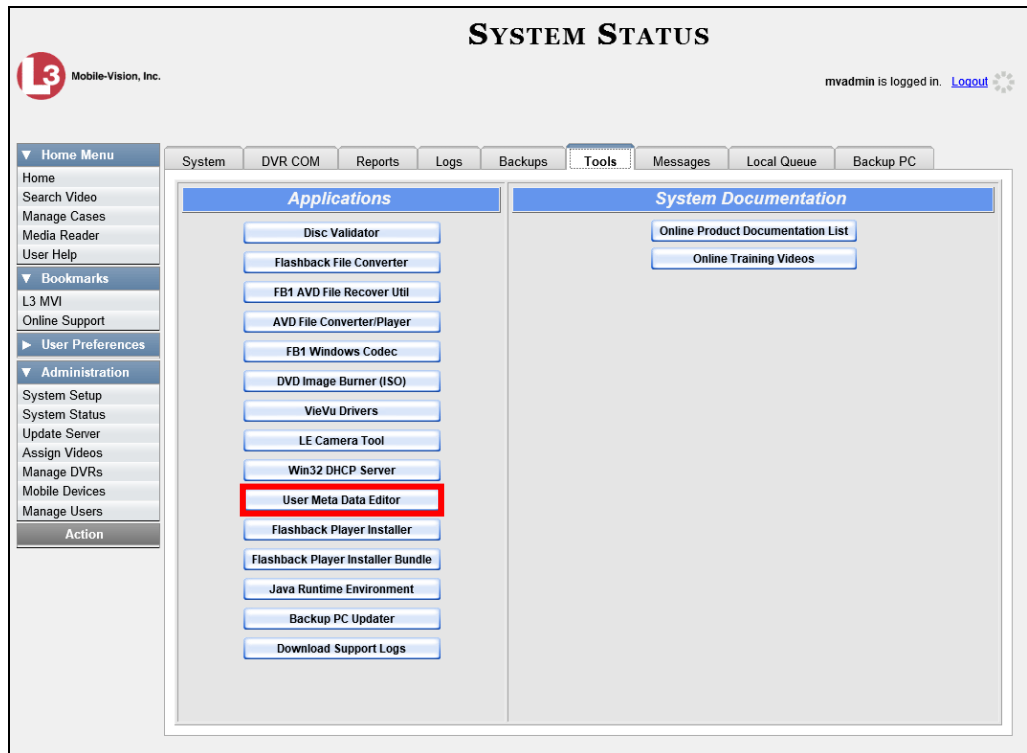 SYSTEM STATUS
L3 Mobile-Vision, Inc.
mvadmin is logged in. Logout
▼ Home Menu
Home
Search Video
Manage Cases
Media Reader
User Help
▼ Bookmarks
L3 MVI
Online Support
▶ User Preferences
▼ Administration
System Setup
System Status
Update Server
Assign Videos
Manage DVRs
Mobile Devices
Manage Users
Action
System DVR COM Reports Logs Backups Tools Messages Local Queue Backup PC
Applications
Disc Validator
Flashback File Converter
FB1 AVD File Recover Util
AVD File Converter/Player
FB1 Windows Codec
DVD Image Burner (ISO)
VieVu Drivers
LE Camera Tool
Win32 DHCP Server
User Meta Data Editor
Flashback Player Installer
Flashback Player Installer Bundle
Java Runtime Environment
Backup PC Updater
Download Support Logs
System Documentation
Online Product Documentation List
Online Training Videos